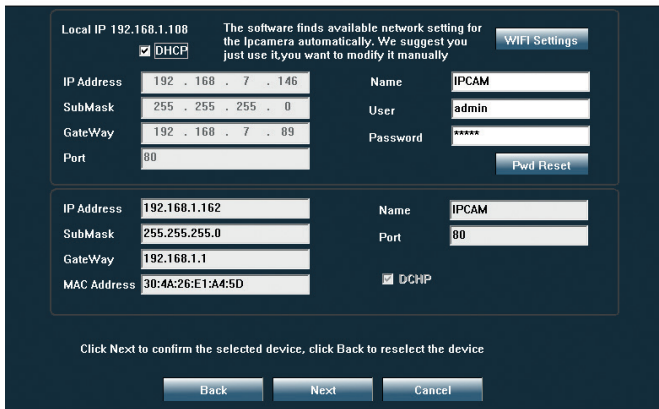 Local IP 192.168.1.108
DHCP
The software finds available network setting for
the Ipcamera automatically. We suggest you
just use it,you want to modify it manually
WIFI Settings
IP Address 192 . 168 . 7 . 146
SubMask 255 . 255 . 255 . 0
GateWay 192 . 168 . 7 . 89
Port 80
Name IPCAM
User admin
Password *****
Pwd Reset
IP Address 192.168.1.162
SubMask 255.255.255.0
GateWay 192.168.1.1
MAC Address 30:4A:26:E1:A4:5D
Name IPCAM
Port 80
DCHP
Click Next to confirm the selected device, click Back to reselect the device
Back Next Cancel